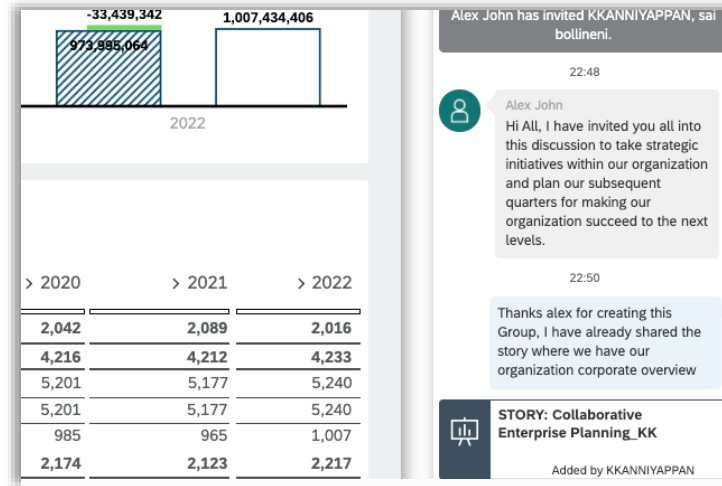 -33,439,342
1,007,434,406
973,995,064
2022
> 2020 > 2021 > 2022
2,042 2,089 2,016
4,216 4,212 4,233
5,201 5,177 5,240
5,201 5,177 5,240
985 965 1,007
2,174 2,123 2,217
Alex John has invited KKANNIYAPPAN, sai
bollineni.
22:48
Alex John
Hi All, I have invited you all into
this discussion to take strategic
initiatives within our organization
and plan our subsequent
quarters for making our
organization succeed to the next
levels.
22:50
Thanks alex for creating this
Group, I have already shared the
story where we have our
organization corporate overview
STORY: Collaborative
Enterprise Planning_KK
Added by KKANNIYAPPAN